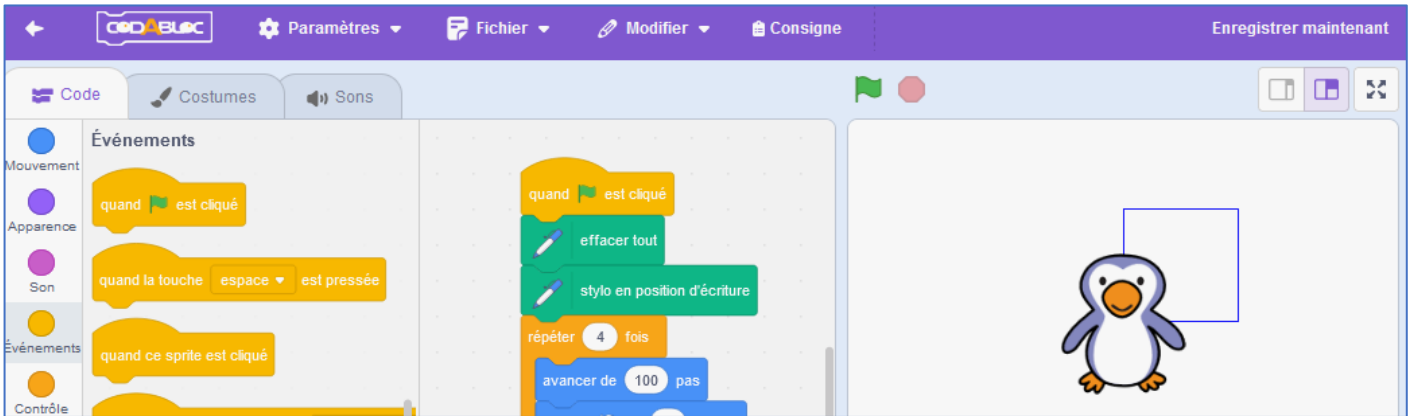 CODABLOC Paramètres Fichier Modifier Consigne Enregistrer maintenant
Code Costumes Sons
Mouvement
Apparence
Son
Événements
Contrôle
Événements
quand est cliqué
quand la touche espace est pressée
quand ce sprite est cliqué
quand est cliqué
effacer tout
stylo en position d'écriture
répéter 4 fois
avancer de 100 pas